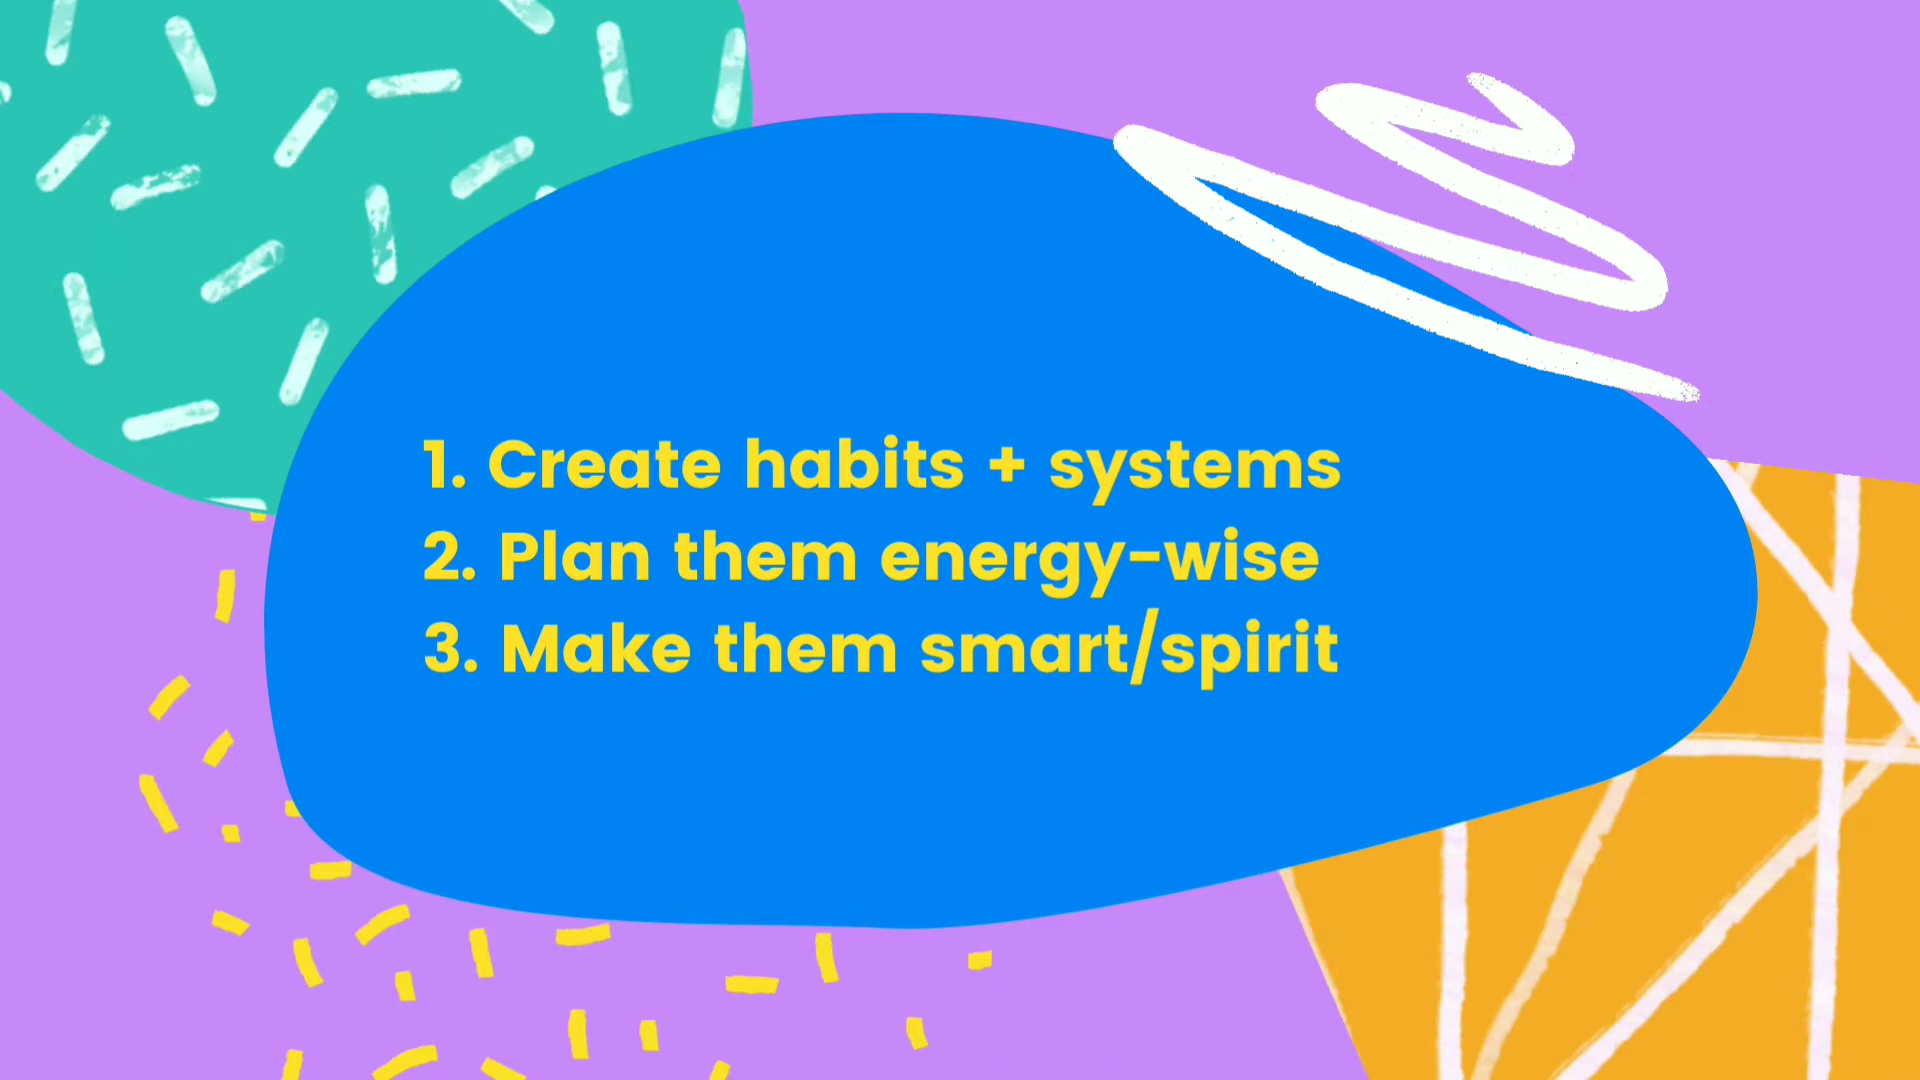 1. Create habits + systems
2. Plan them energy-wise
3. Make them smart/spirit